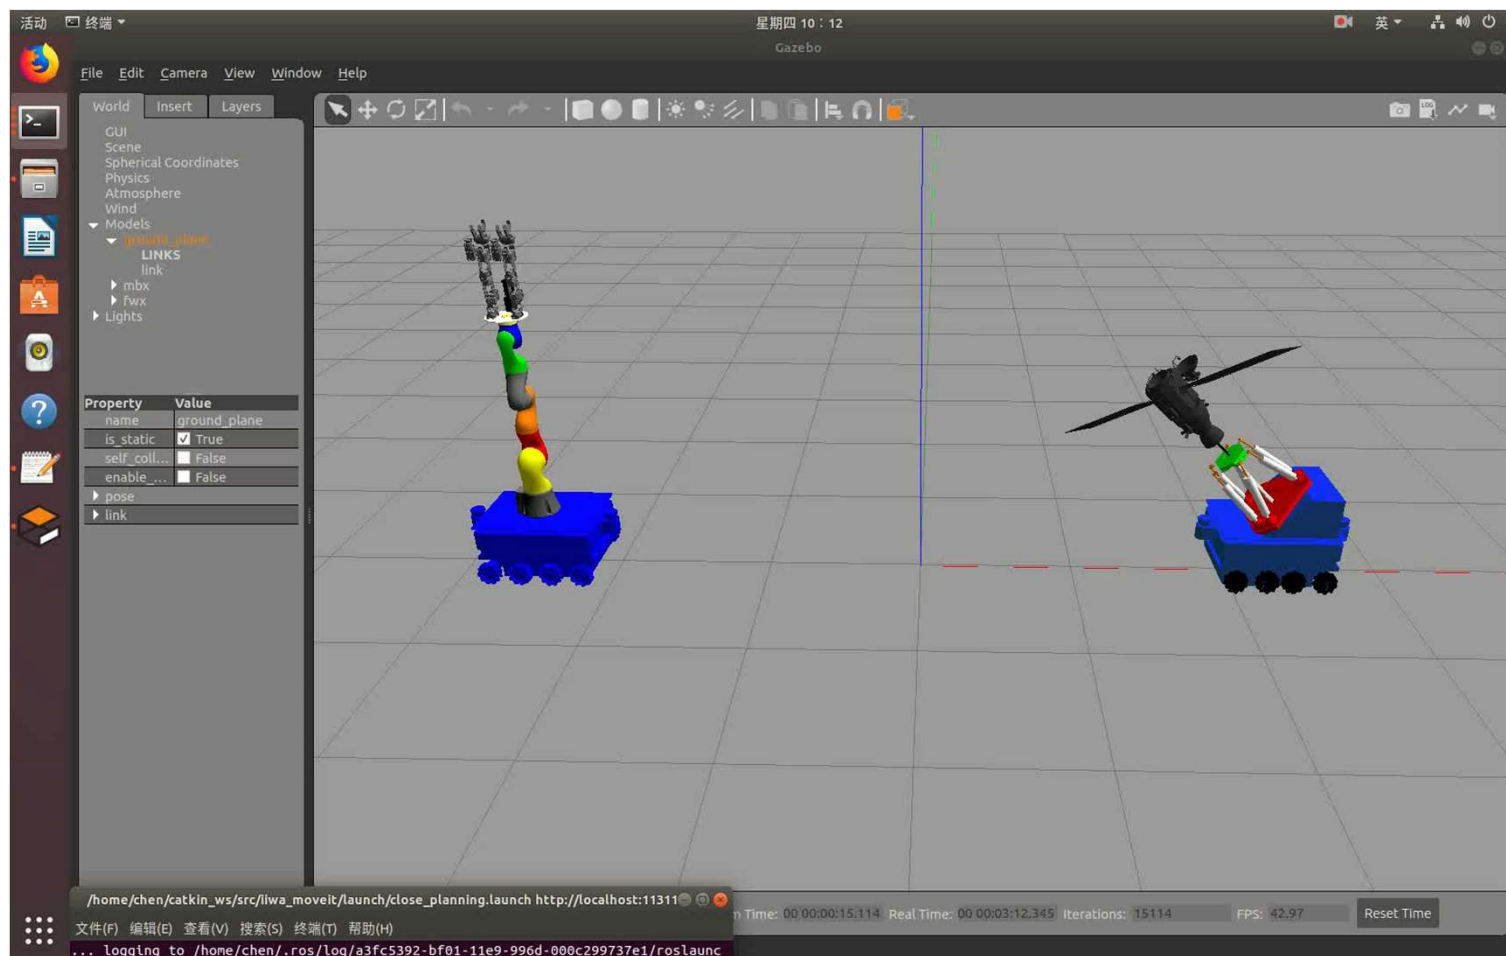 活动 终端 星期四 10：12 英
Gazebo
File Edit Camera View Window Help
World Insert Layers
GUI
Scene
Spherical Coordinates
Physics
Atmosphere
Wind
Models
ground_plane
LINKS
link
mbx
fwx
Lights
Property Value
name ground_plane
is_static True
self_coll... False
enable_... False
pose
link
/home/chen/catkin_ws/src/iiwa_moveit/launch/close_planning.launch http://localhost:11311
文件(F) 编辑(E) 查看(V) 搜索(S) 终端(T) 帮助(H)
... logging to /home/chen/.ros/log/a3fc5392-bf01-11e9-996d-000c299737e1/roslaunc
Time: 00 00:00:15.114 Real Time: 00 00:03:12.345 Iterations: 15114 FPS: 42.97 Reset Time
LOG